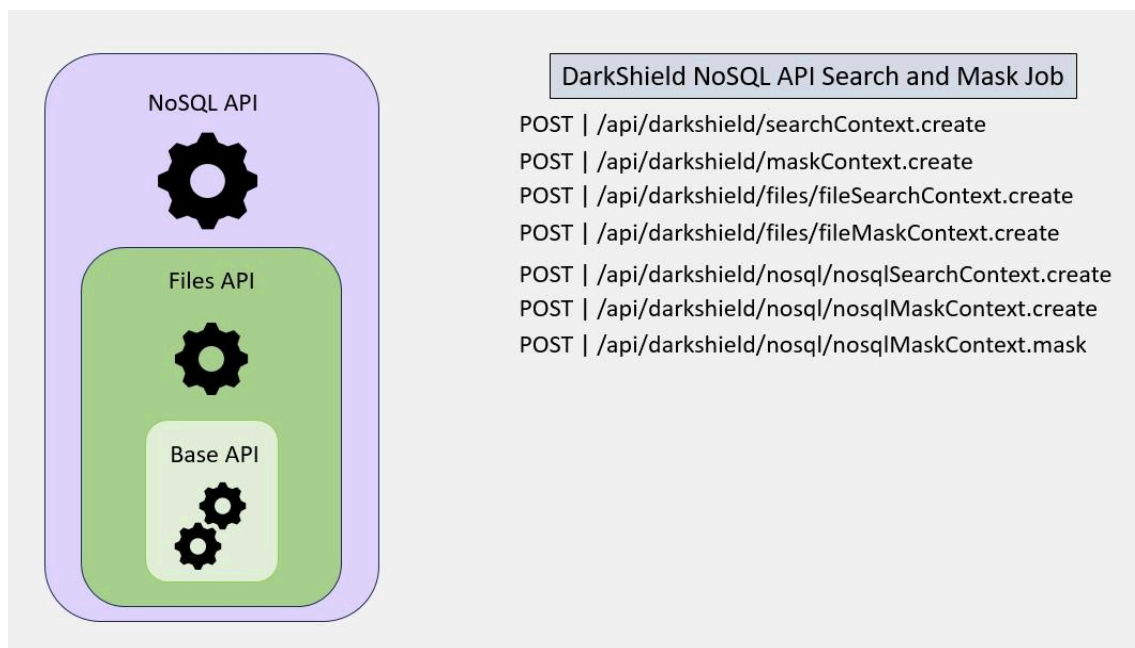 NoSQL API
Files API
Base API
DarkShield NoSQL API Search and Mask Job
POST | /api/darkshield/searchContext.create
POST | /api/darkshield/maskContext.create
POST | /api/darkshield/files/fileSearchContext.create
POST | /api/darkshield/files/fileMaskContext.create
POST | /api/darkshield/nosql/nosqlSearchContext.create
POST | /api/darkshield/nosql/nosqlMaskContext.create
POST | /api/darkshield/nosql/nosqlMaskContext.mask